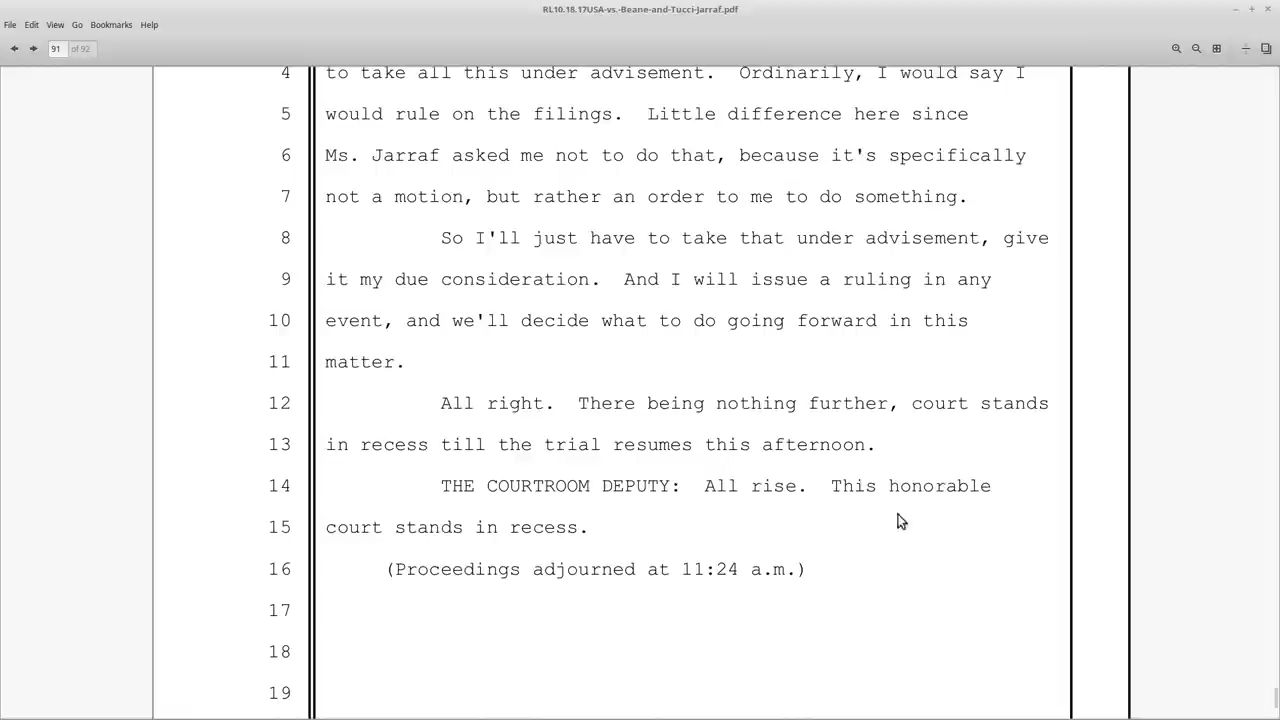 RL10.18.17USA-vs.-Beane-and-Tucci-Jarraf.pdf
File Edit View Go Bookmarks Help
91 of 92
4 to take all this under advisement. Ordinarily, I would say I
5 would rule on the filings. Little difference here since
6 Ms. Jarraf asked me not to do that, because it's specifically
7 not a motion, but rather an order to me to do something.
8 So I'll just have to take that under advisement, give
9 it my due consideration. And I will issue a ruling in any
10 event, and we'll decide what to do going forward in this
11 matter.
12 All right. There being nothing further, court stands
13 in recess till the trial resumes this afternoon.
14 THE COURTROOM DEPUTY: All rise. This honorable
15 court stands in recess.
16 (Proceedings adjourned at 11:24 a.m.)
17
18
19